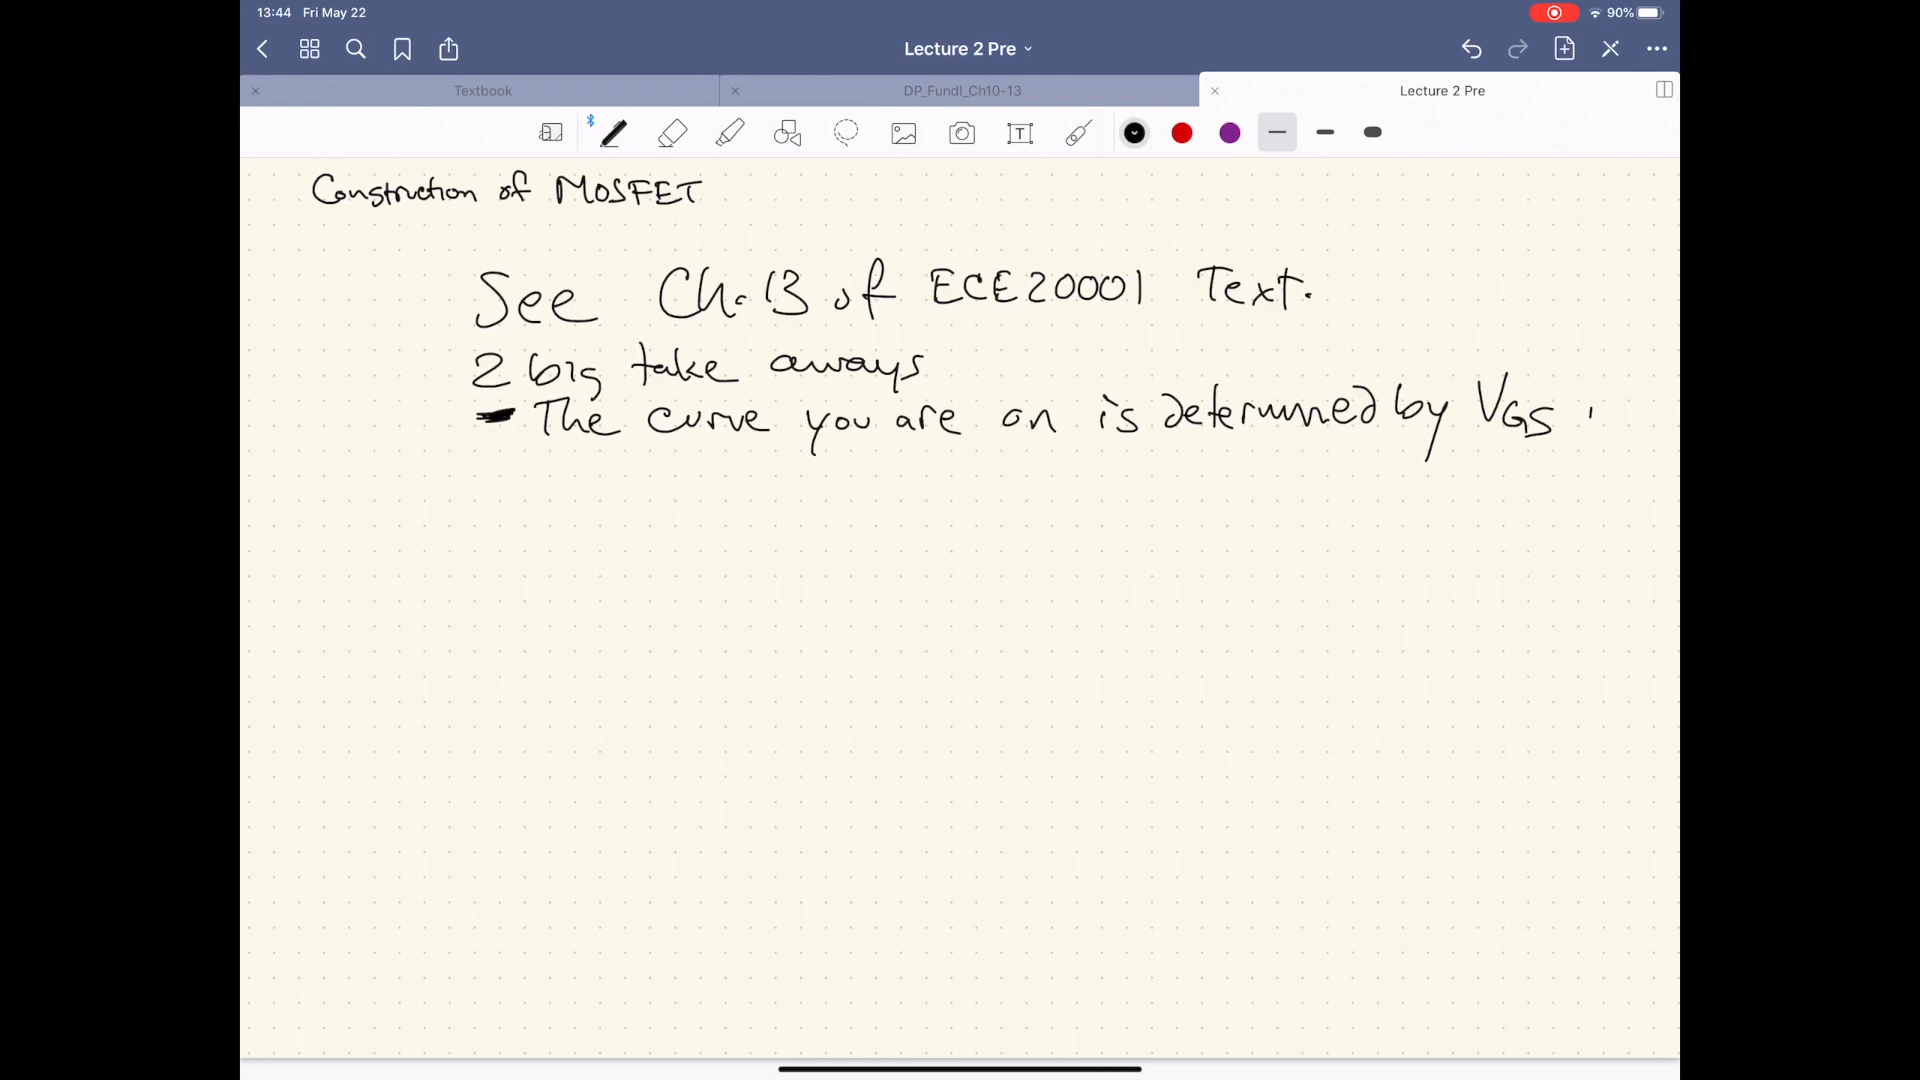 13:44 Fri May 22
90%
Lecture 2 Pre
Textbook
DP_FundI_Ch10-13
Lecture 2 Pre
T
Construction of MOSFET
See Ch. 13 of ECE20001 Text.
2 big take aways
- The curve you are on is determined by VGS .